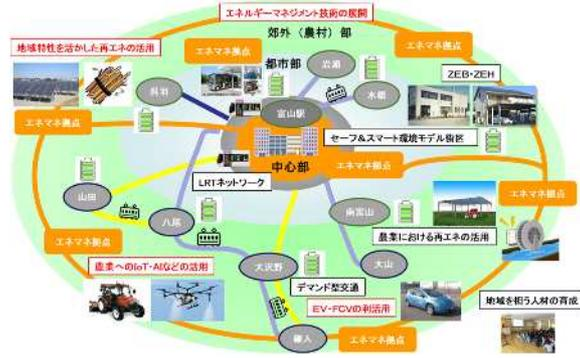 エネルギーマネジメント技術の展開
郊外（農村）部
エネマネ拠点
エネマネ拠点
地域特性を活かした再エネの活用
都市部
岩瀬
ZEB・ZEH
呉羽
水橋
富山駅
エネマネ拠点
セーフ&スマート環境モデル街区
中心部
エネマネ拠点
LRTネットワーク
エネマネ拠点
山田
八尾
南富山
農業における再エネの活用
エネマネ拠点
大沢野
大山
農業へのIoT・AIなどの活用
デマンド型交通
EV・FCVの利活用
地域を担う人材の育成
細入
エネマネ拠点